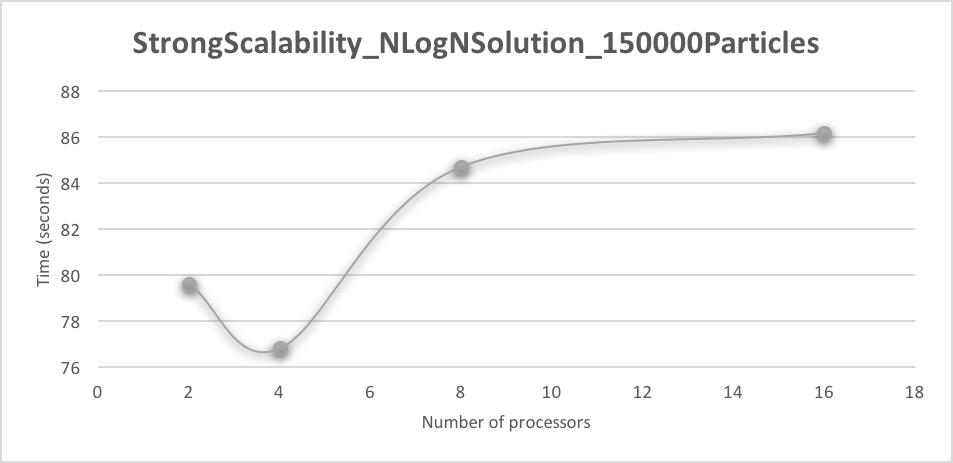 StrongScalability_NLogNSolution_150000Particles
88
86
84
82
80
78
76
Time (seconds)
0 2 4 6 8 10 12 14 16 18
Number of processors